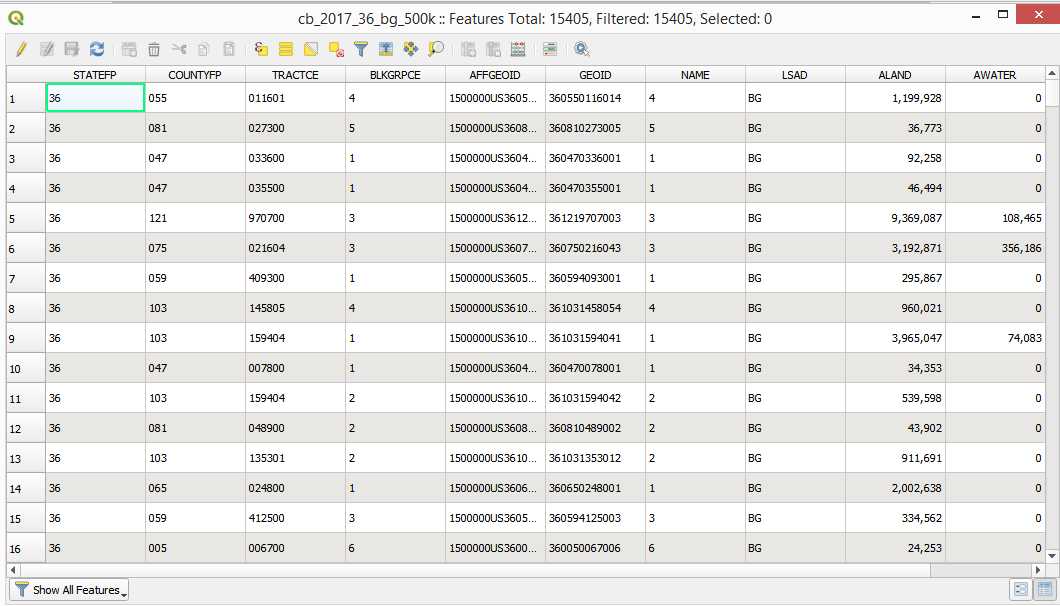 cb_2017_36_bg_500k :: Features Total: 15405, Filtered: 15405, Selected: 0
STATEFP COUNTYFP TRACTCE BLKGRPCE AFFGEOID GEOID NAME LSAD ALAND AWATER
1 36 055 011601 4 1500000US3605... 360550116014 4 BG 1,199,928 0
2 36 081 027300 5 1500000US3608... 360810273005 5 BG 36,773 0
3 36 047 033600 1 1500000US3604... 360470336001 1 BG 92,258 0
4 36 047 035500 1 1500000US3604... 360470355001 1 BG 46,494 0
5 36 121 970700 3 1500000US3612... 361219707003 3 BG 9,369,087 108,465
6 36 075 021604 3 1500000US3607... 360750216043 3 BG 3,192,871 356,186
7 36 059 409300 1 1500000US3605... 360594093001 1 BG 295,867 0
8 36 103 145805 4 1500000US3610... 361031458054 4 BG 960,021 0
9 36 103 159404 1 1500000US3610... 361031594041 1 BG 3,965,047 74,083
10 36 047 007800 1 1500000US3604... 360470078001 1 BG 34,353 0
11 36 103 159404 2 1500000US3610... 361031594042 2 BG 539,598 0
12 36 081 048900 2 1500000US3608... 360810489002 2 BG 43,902 0
13 36 103 135301 2 1500000US3610... 361031353012 2 BG 911,691 0
14 36 065 024800 1 1500000US3606... 360650248001 1 BG 2,002,638 0
15 36 059 412500 3 1500000US3605... 360594125003 3 BG 334,562 0
16 36 005 006700 6 1500000US3600... 360050067006 6 BG 24,253 0
Show All Features